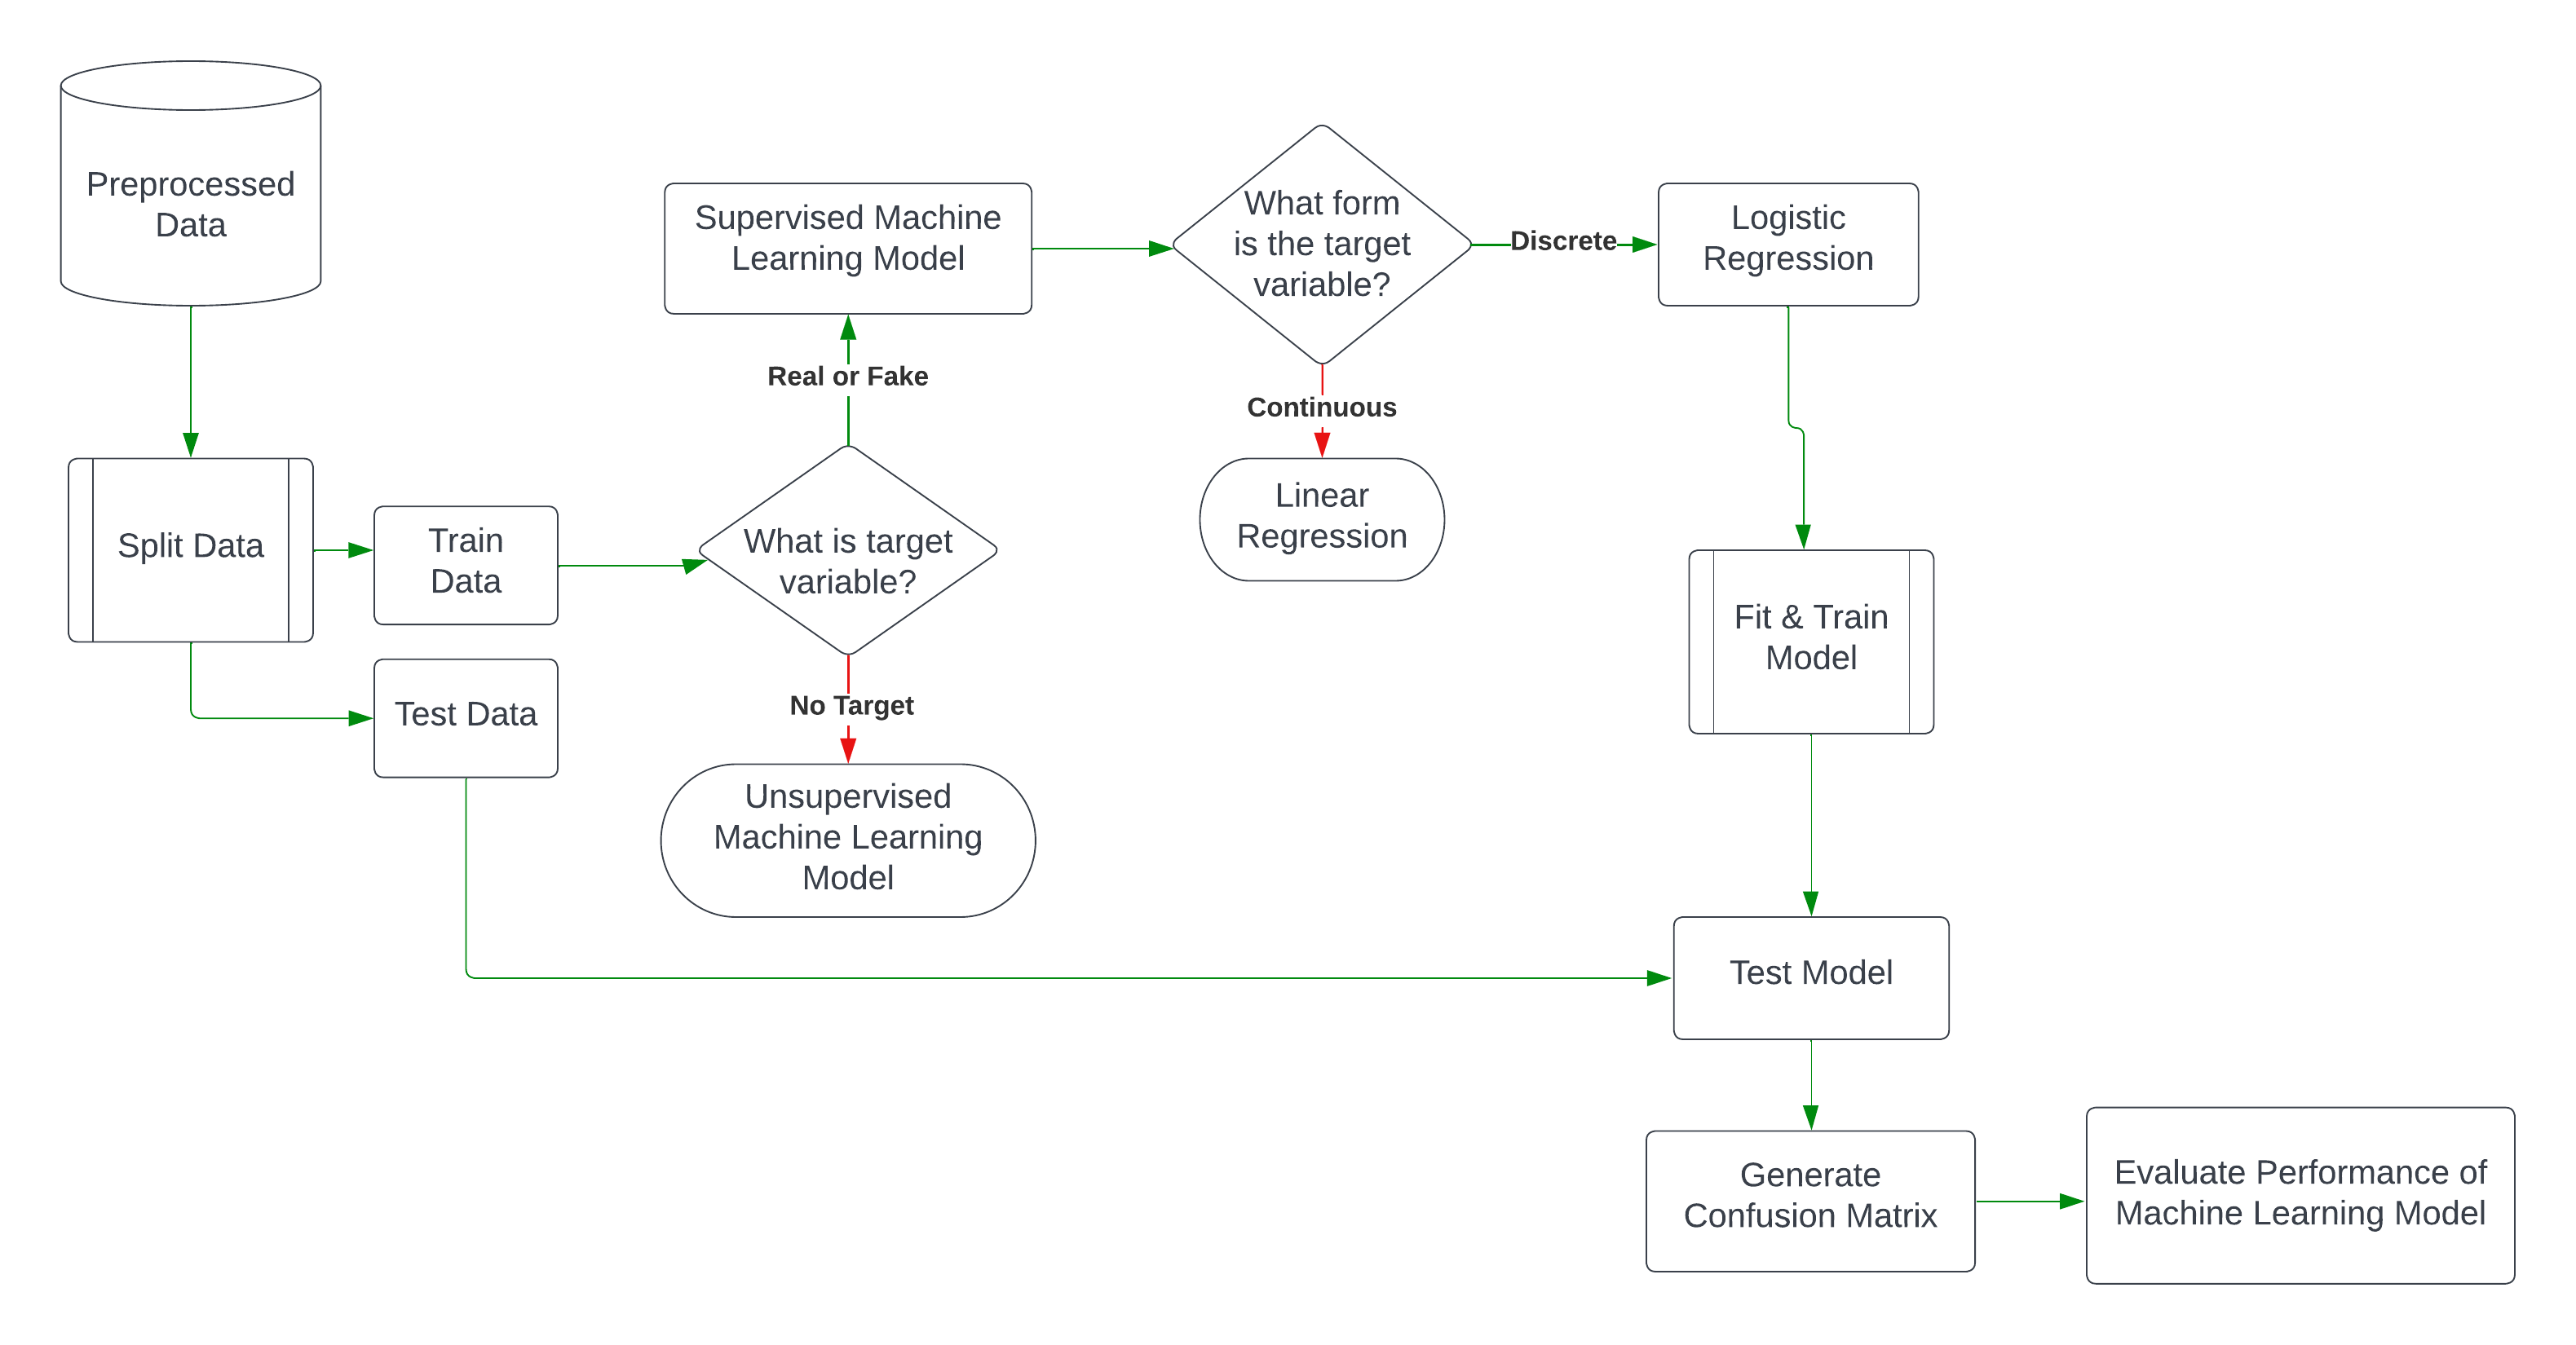 Preprocessed
Data
Split Data
Train
Data
Test Data
What is target
variable?
Real or Fake
Supervised Machine
Learning Model
No Target
Unsupervised
Machine Learning
Model
What form
is the target
variable?
Continuous
Linear
Regression
Discrete
Logistic
Regression
Fit & Train
Model
Test Model
Generate
Confusion Matrix
Evaluate Performance of
Machine Learning Model